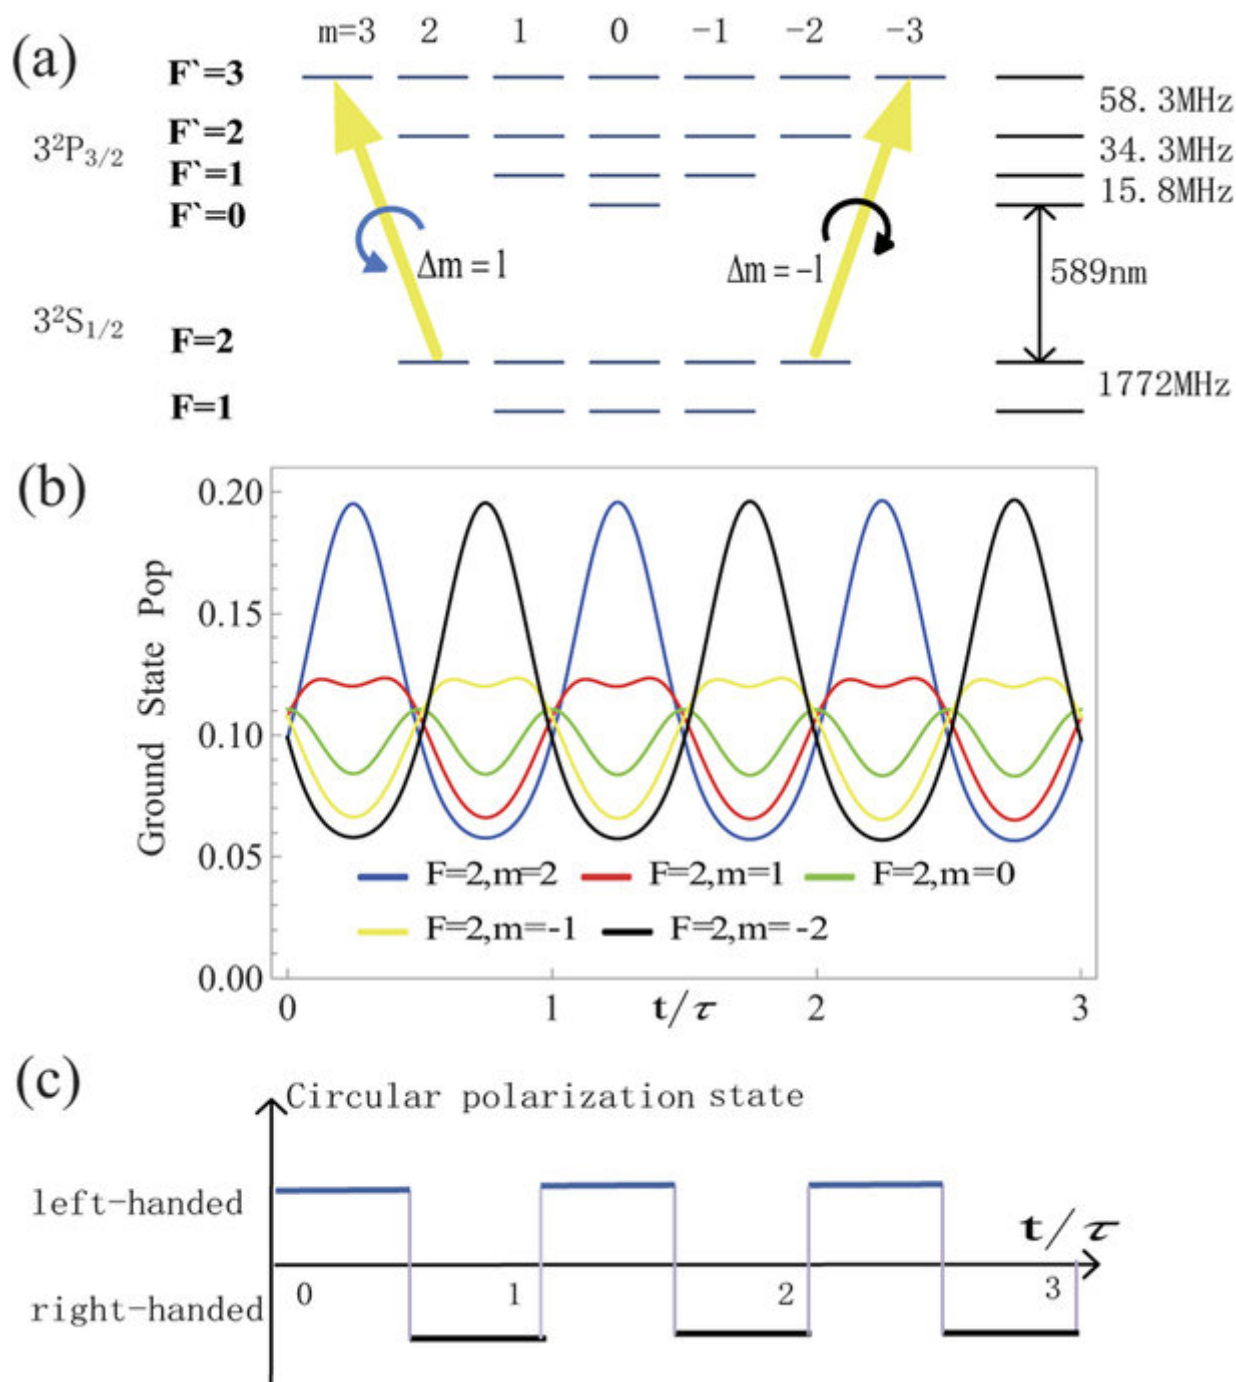 (a)
m=3 2 1 0 -1 -2 -3
F`=3
58.3MHz
F`=2
3²P₃/₂
34.3MHz
F`=1
15.8MHz
F`=0
Δm = 1
Δm = -1
589nm
3²S₁/₂
F=2
1772MHz
F=1
(b)
0.20
0.15
0.10
0.05
0.00
Ground State Pop
F=2,m=2 F=2,m=1 F=2,m=0
F=2,m=-1 F=2,m=-2
0 1 t/τ 2 3
(c)
Circular polarization state
left-handed
t/τ
0 1 2 3
right-handed